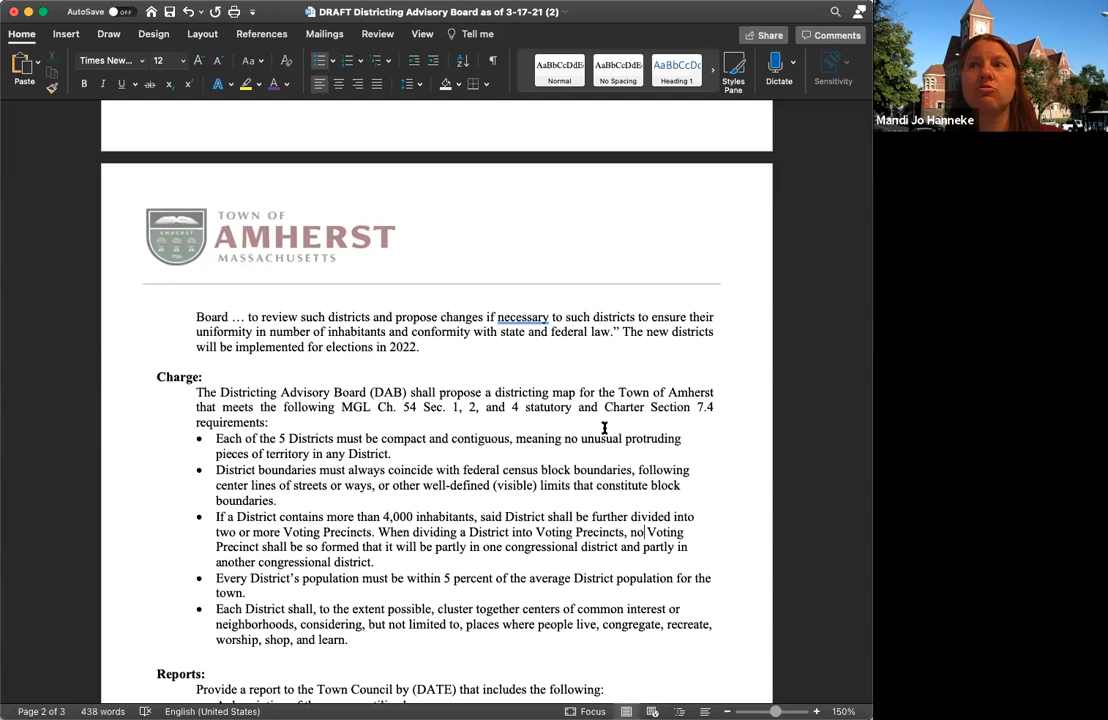 AutoSave OFF
DRAFT Districting Advisory Board as of 3-17-21 (2)
Home Insert Draw Design Layout References Mailings Review View Tell me
Share Comments
Paste
Times New... 12
AaBbCcDdE Normal
AaBbCcDdE No Spacing
AaBbCcDc Heading 1
Styles Pane
Dictate
Sensitivity
Mandi Jo Hanneke
TOWN OF
AMHERST
MASSACHUSETTS
Board … to review such districts and propose changes if necessary to such districts to ensure their
uniformity in number of inhabitants and conformity with state and federal law.” The new districts
will be implemented for elections in 2022.
Charge:
The Districting Advisory Board (DAB) shall propose a districting map for the Town of Amherst
that meets the following MGL Ch. 54 Sec. 1, 2, and 4 statutory and Charter Section 7.4
requirements:
• Each of the 5 Districts must be compact and contiguous, meaning no unusual protruding
pieces of territory in any District.
• District boundaries must always coincide with federal census block boundaries, following
center lines of streets or ways, or other well-defined (visible) limits that constitute block
boundaries.
• If a District contains more than 4,000 inhabitants, said District shall be further divided into
two or more Voting Precincts. When dividing a District into Voting Precincts, no Voting
Precinct shall be so formed that it will be partly in one congressional district and partly in
another congressional district.
• Every District’s population must be within 5 percent of the average District population for the
town.
• Each District shall, to the extent possible, cluster together centers of common interest or
neighborhoods, considering, but not limited to, places where people live, congregate, recreate,
worship, shop, and learn.
Reports:
Provide a report to the Town Council by (DATE) that includes the following:
Page 2 of 3 438 words English (United States)
Focus 150%